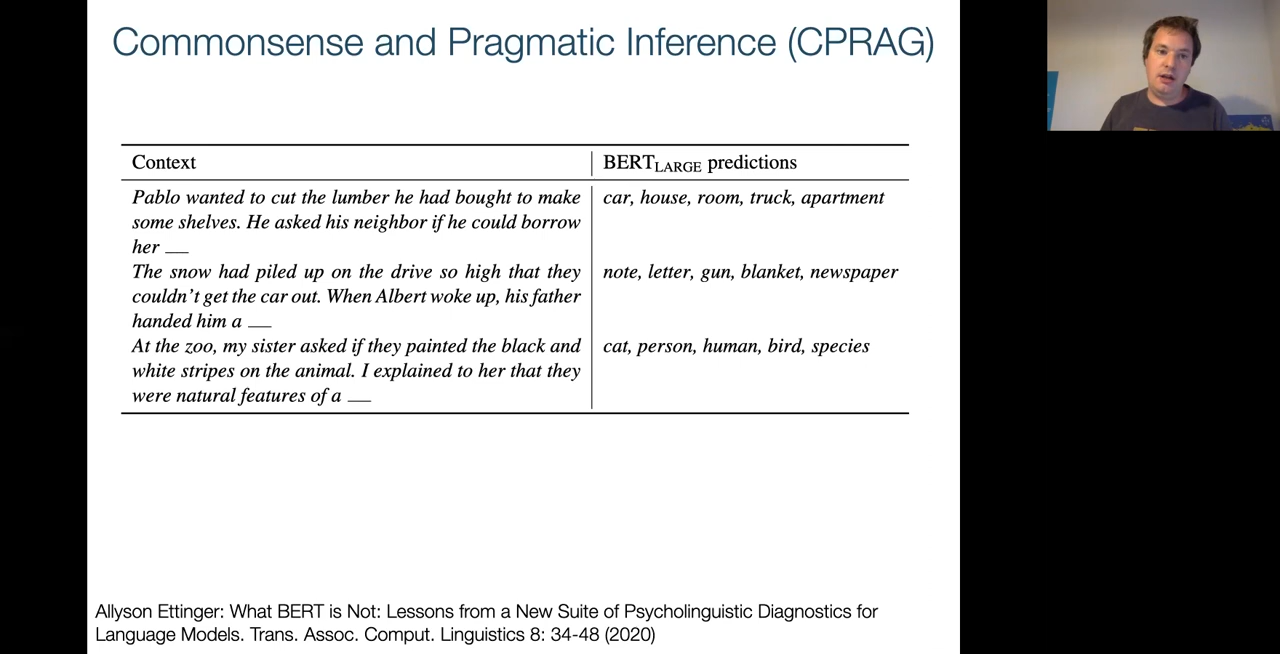 Commonsense and Pragmatic Inference (CPRAG)
Context
BERTLARGE predictions
Pablo wanted to cut the lumber he had bought to make
some shelves. He asked his neighbor if he could borrow
her __
car, house, room, truck, apartment
The snow had piled up on the drive so high that they
couldn't get the car out. When Albert woke up, his father
handed him a __
note, letter, gun, blanket, newspaper
At the zoo, my sister asked if they painted the black and
white stripes on the animal. I explained to her that they
were natural features of a __
cat, person, human, bird, species
Allyson Ettinger: What BERT is Not: Lessons from a New Suite of Psycholinguistic Diagnostics for
Language Models. Trans. Assoc. Comput. Linguistics 8: 34-48 (2020)